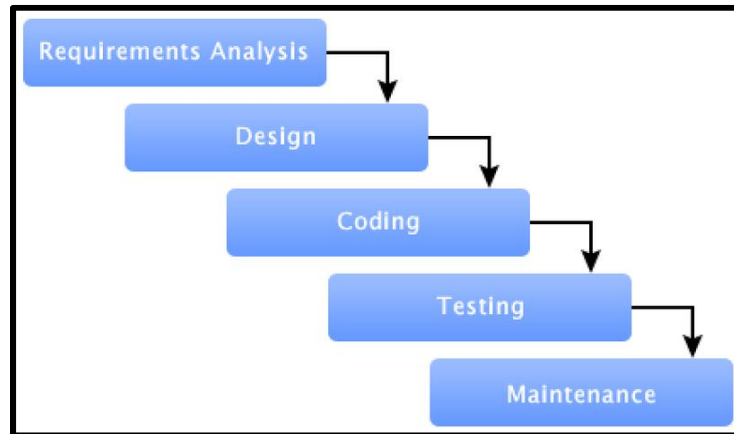 Requirements Analysis
Design
Coding
Testing
Maintenance